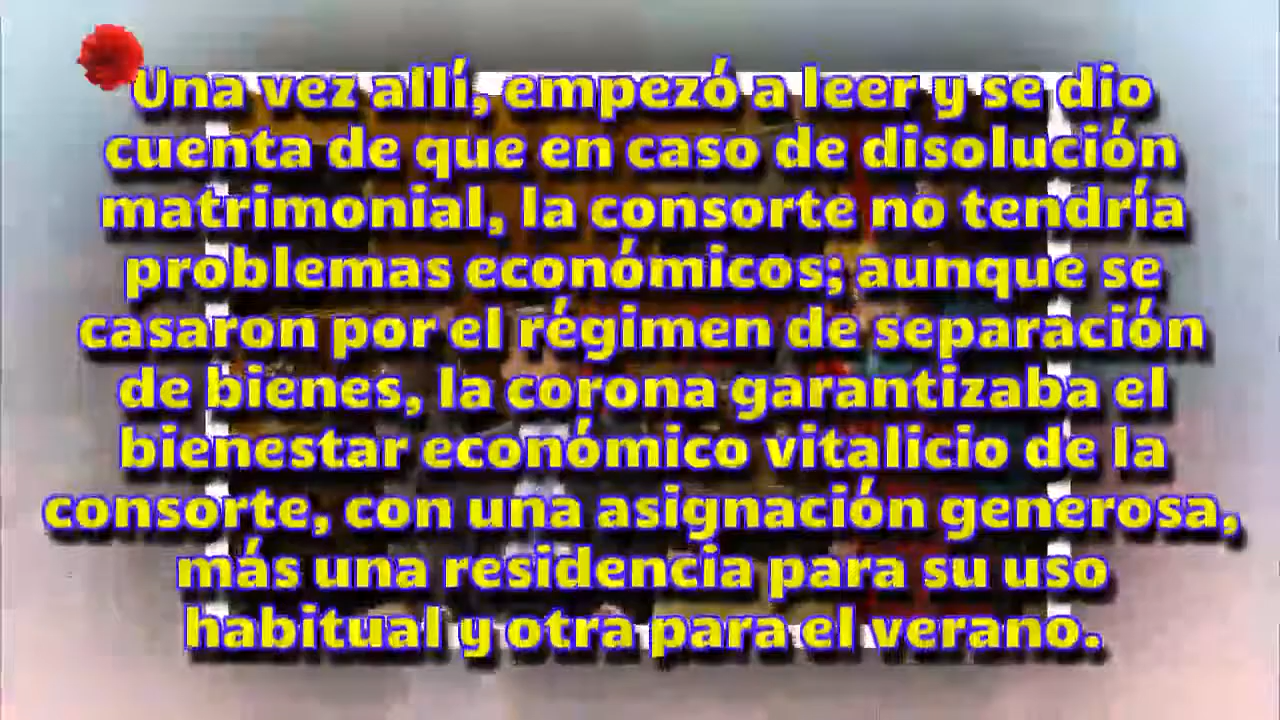 Una vez allí, empezó a leer y se dio
cuenta de que en caso de disolución
matrimonial, la consorte no tendría
problemas económicos; aunque se
casaron por el régimen de separación
de bienes, la corona garantizaba el
bienestar económico vitalicio de la
consorte, con una asignación generosa,
más una residencia para su uso
habitual y otra para el verano.